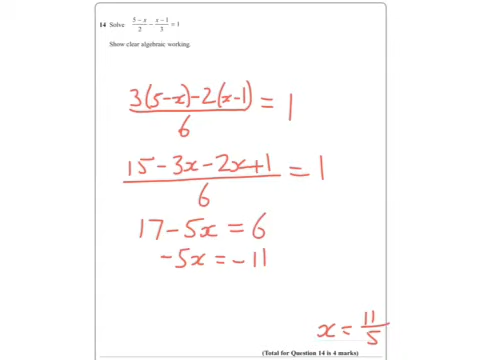 14 Solve (5 − x)/2 − (x − 1)/3 = 1
Show clear algebraic working.
(3(5−x)−2(x−1))/6 = 1
(15 − 3x − 2x + 1)/6 = 1
17 − 5x = 6
−5x = −11
x = 11/5
(Total for Question 14 is 4 marks)